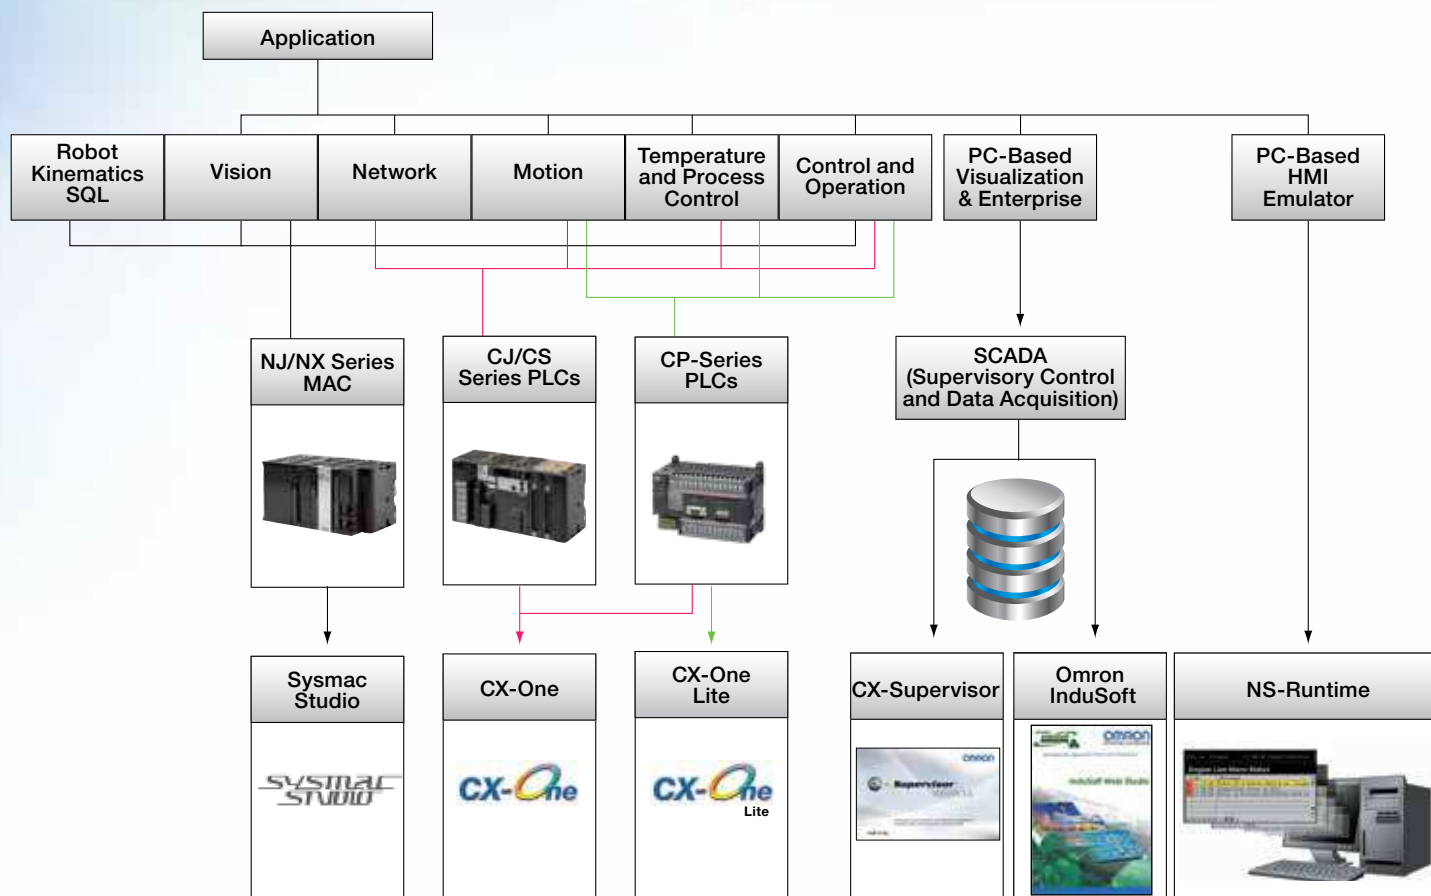 Application
Robot
Kinematics
SQL
Vision
Network
Motion
Temperature
and Process
Control
Control and
Operation
PC-Based
Visualization
& Enterprise
PC-Based
HMI
Emulator
NJ/NX Series
MAC
CJ/CS
Series PLCs
CP-Series
PLCs
SCADA
(Supervisory Control
and Data Acquisition)
Sysmac
Studio
CX-One
CX-One
Lite
CX-Supervisor
Omron
InduSoft
NS-Runtime
SYSMAC
STUDIO
CX-One
CX-One
Lite
OMRON
Supervisor
OMRON
InduSoft Web Studio